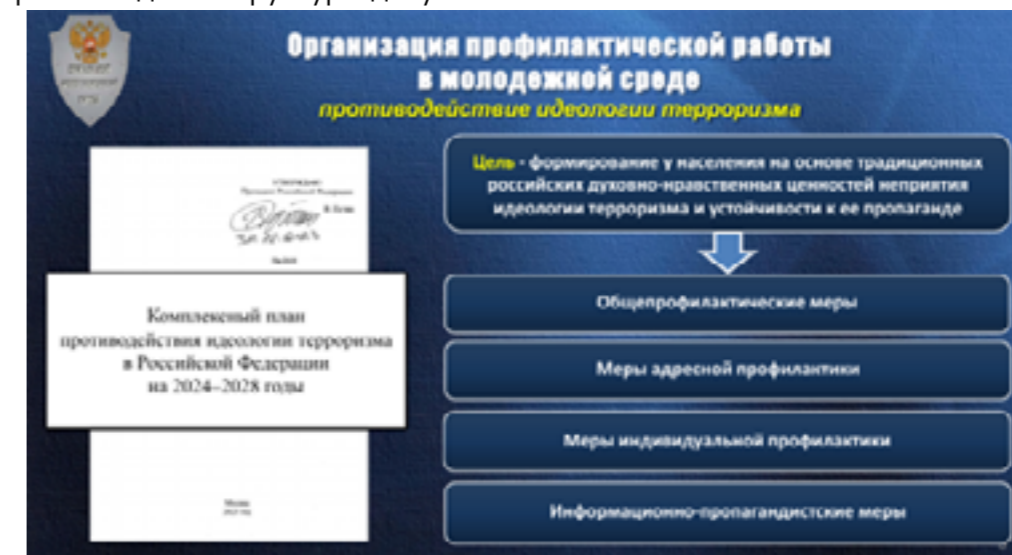 Организация профилактической работы
в молодежной среде
противодействие идеологии терроризма
Цель - формирование у населения на основе традиционных
российских духовно-нравственных ценностей неприятия
идеологии терроризма и устойчивости к ее пропаганде
Комплексный план
противодействия идеологии терроризма
в Российской Федерации
на 2024–2028 годы
Москва
Общепрофилактические меры
Меры адресной профилактики
Меры индивидуальной профилактики
Информационно-пропагандистские меры